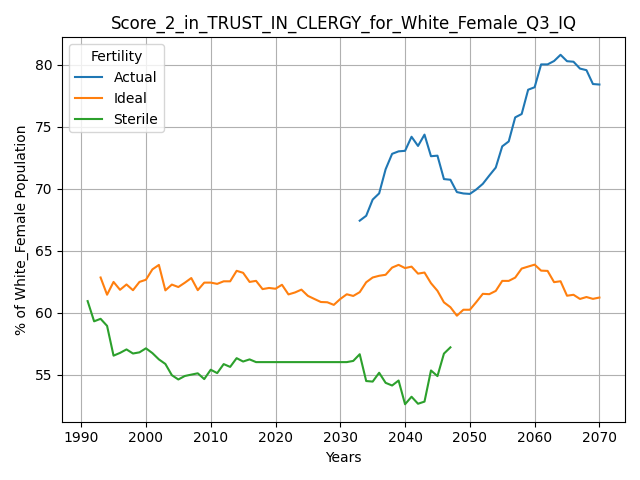 Score_2_in_TRUST_IN_CLERGY_for_White_Female_Q3_IQ
Fertility
Actual
Ideal
Sterile
% of White_Female Population
80
75
70
65
60
55
1990 2000 2010 2020 2030 2040 2050 2060 2070
Years